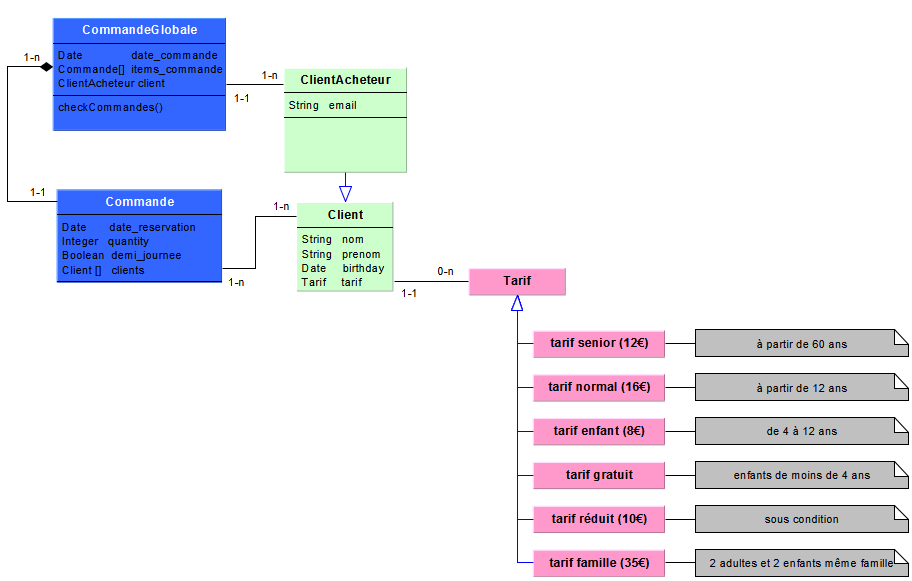 CommandeGlobale
Date date_commande
Commande[] items_commande
ClientAcheteur client
checkCommandes()
1-n
1-n
1-1
ClientAcheteur
String email
1-1
Commande
Date date_reservation
Integer quantity
Boolean demi_journee
Client [] clients
1-n
1-n
Client
String nom
String prenom
Date birthday
Tarif tarif
0-n
1-1
Tarif
tarif senior (12€)
à partir de 60 ans
tarif normal (16€)
à partir de 12 ans
tarif enfant (8€)
de 4 à 12 ans
tarif gratuit
enfants de moins de 4 ans
tarif réduit (10€)
sous condition
tarif famille (35€)
2 adultes et 2 enfants même famille